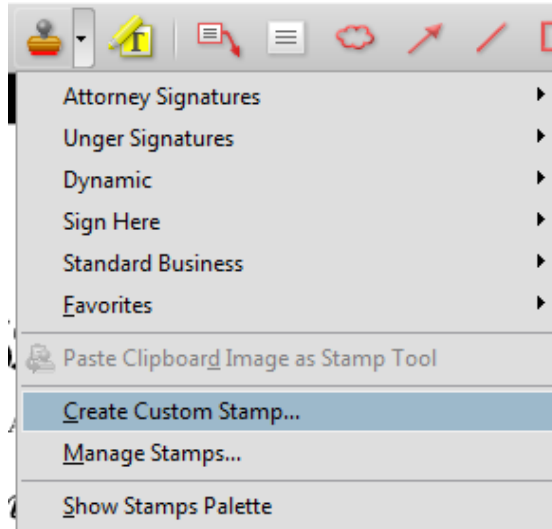 T
Attorney Signatures
Unger Signatures
Dynamic
Sign Here
Standard Business
Favorites
Paste Clipboard Image as Stamp Tool
Create Custom Stamp...
Manage Stamps...
Show Stamps Palette